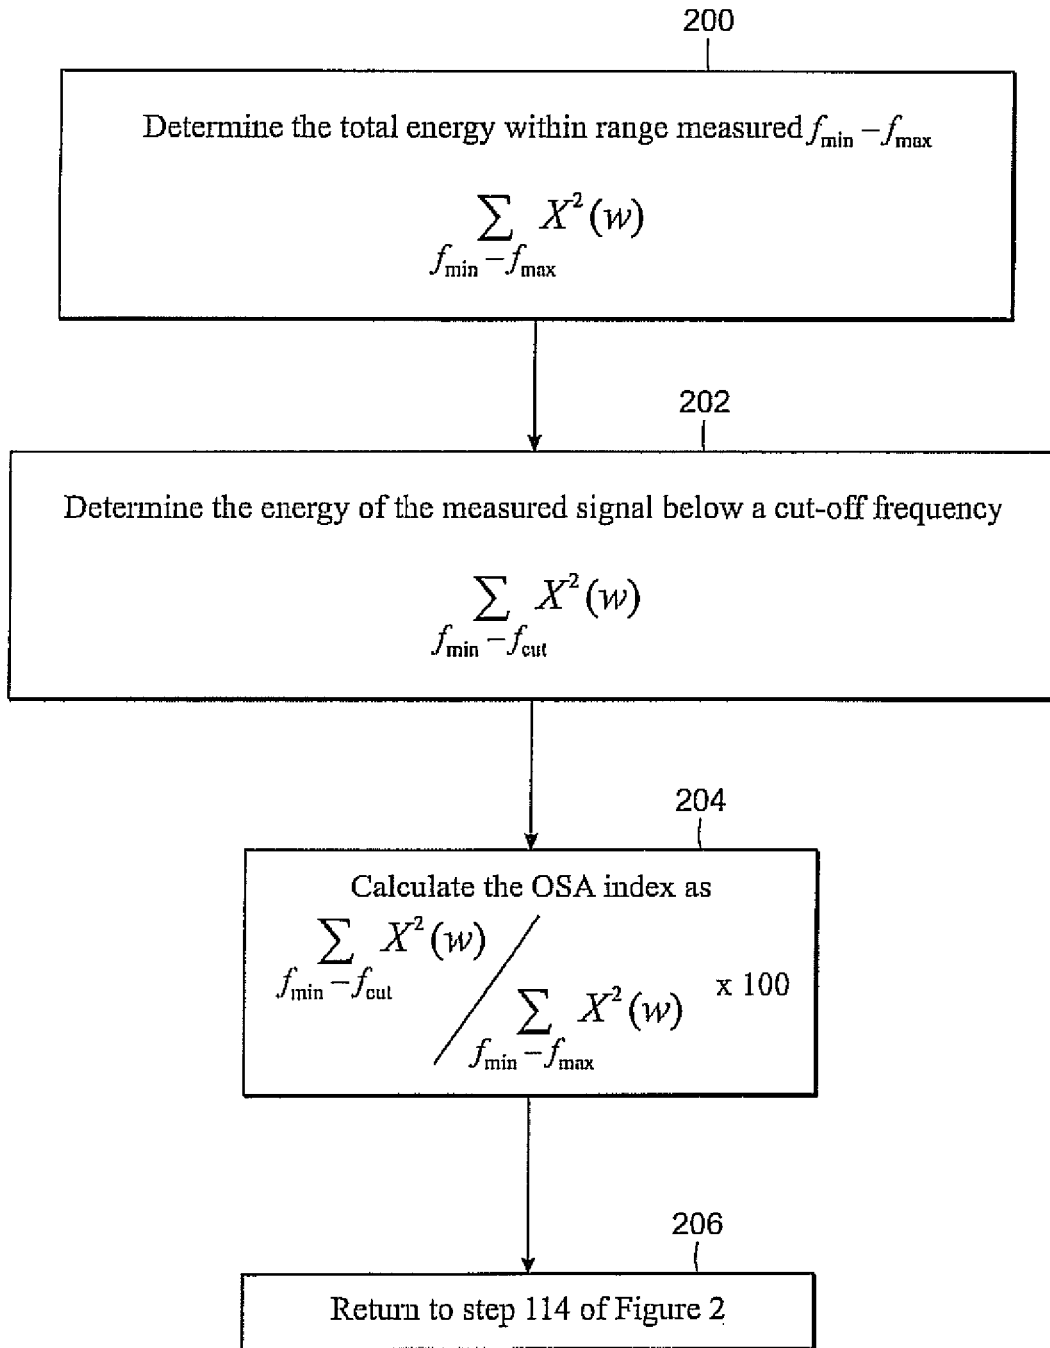 200
Determine the total energy within range measured f_min – f_max
∑ X²(w)
f_min – f_max
202
Determine the energy of the measured signal below a cut-off frequency
∑ X²(w)
f_min – f_cut
204
Calculate the OSA index as
∑ X²(w)
f_min – f_cut
/
∑ X²(w) x 100
f_min – f_max
206
Return to step 114 of Figure 2